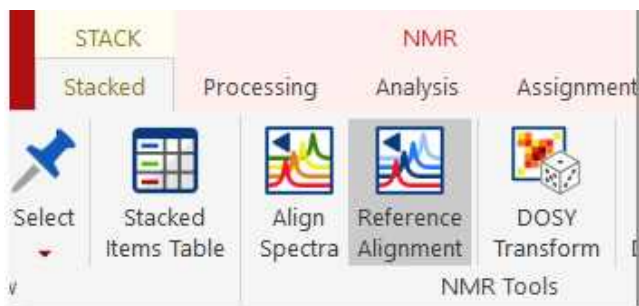 STACK NMR
Stacked Processing Analysis Assignment
Select
Stacked
Items Table
Align
Spectra
Reference
Alignment
DOSY
Transform
NMR Tools